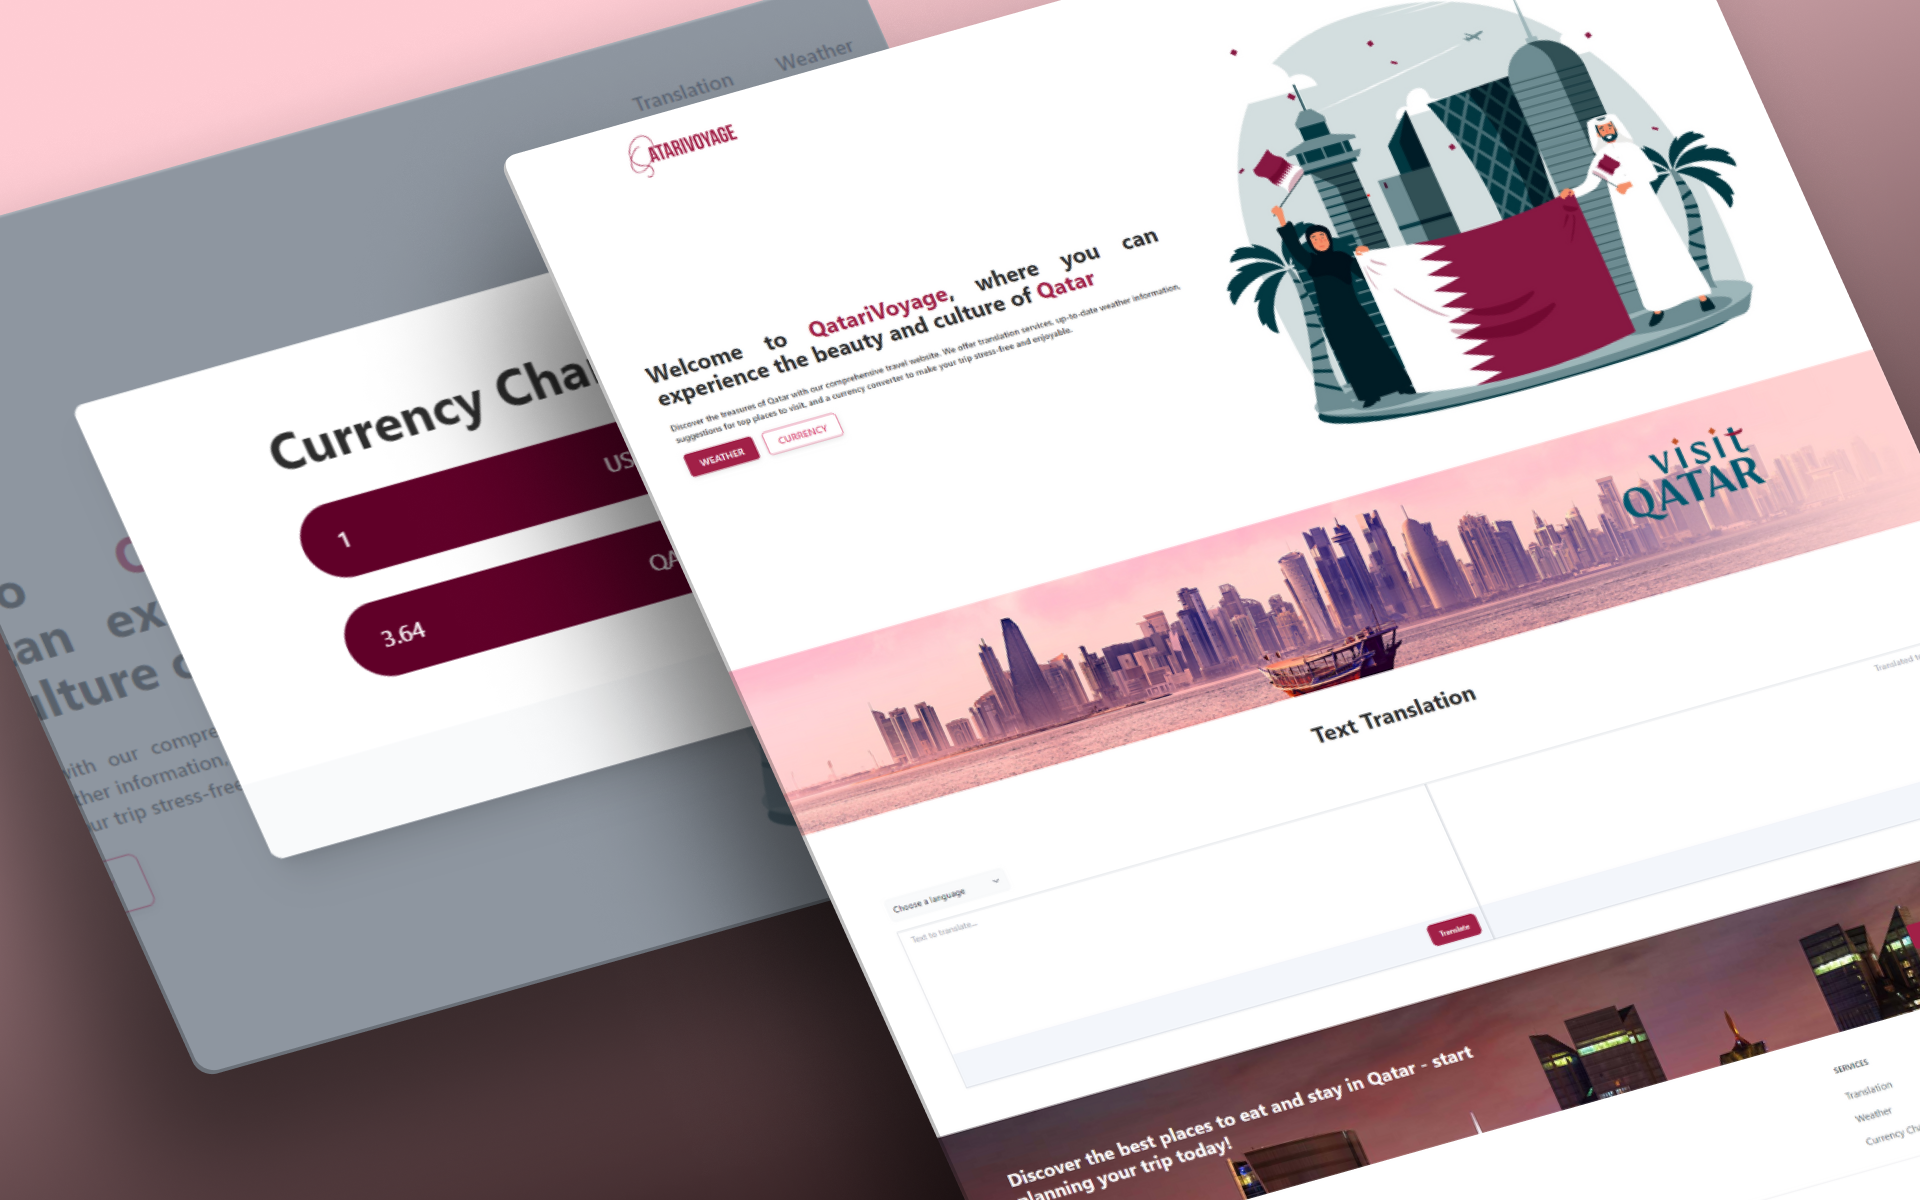 Translation
Weather
Currency
1
US
3.64
QA
an ex
ulture
with our compre
ther information,
ur trip stress-free
QATARIVOYAGE
Welcome to QatariVoyage, where you can
experience the beauty and culture of Qatar
Discover the treasures of Qatar with our comprehensive travel website. We offer translation services, up-to-date weather information,
suggestions for top places to visit, and a currency converter to make your trip stress-free and enjoyable.
WEATHER
CURRENCY
visit
QATAR
Text Translation
Translated
Choose a language
Text to translate...
Translate
Discover the best places to eat and stay in Qatar - start
planning your trip today!
SERVICES
Translation
Weather
Currency Cha